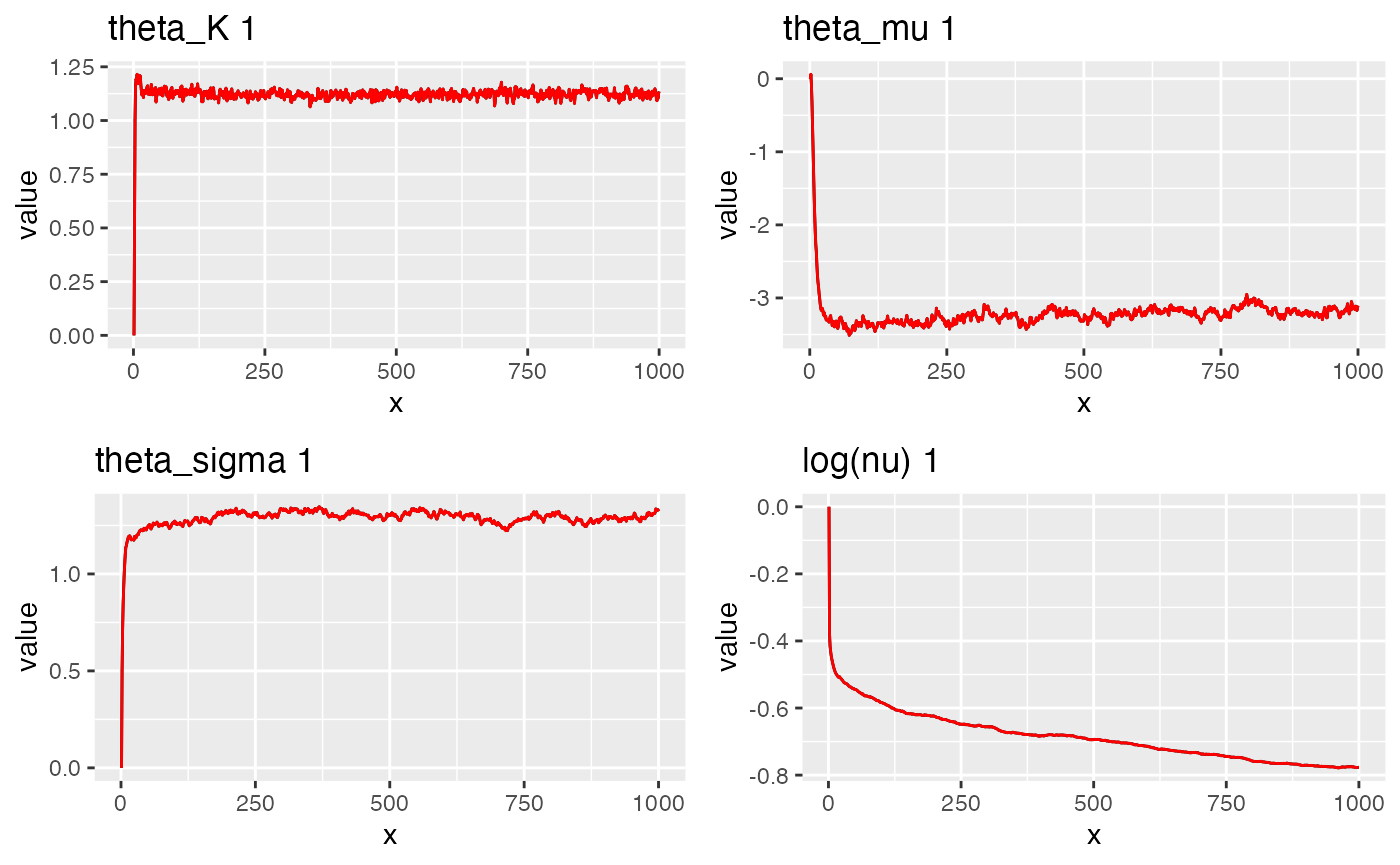 theta_K 1
1.25
1.00
0.75
0.50
0.25
0.00
value
0 250 500 750 1000
x
theta_mu 1
0
-1
-2
-3
value
0 250 500 750 1000
x
theta_sigma 1
1.0
0.5
0.0
value
0 250 500 750 1000
x
log(nu) 1
0.0
-0.2
-0.4
-0.6
-0.8
value
0 250 500 750 1000
x